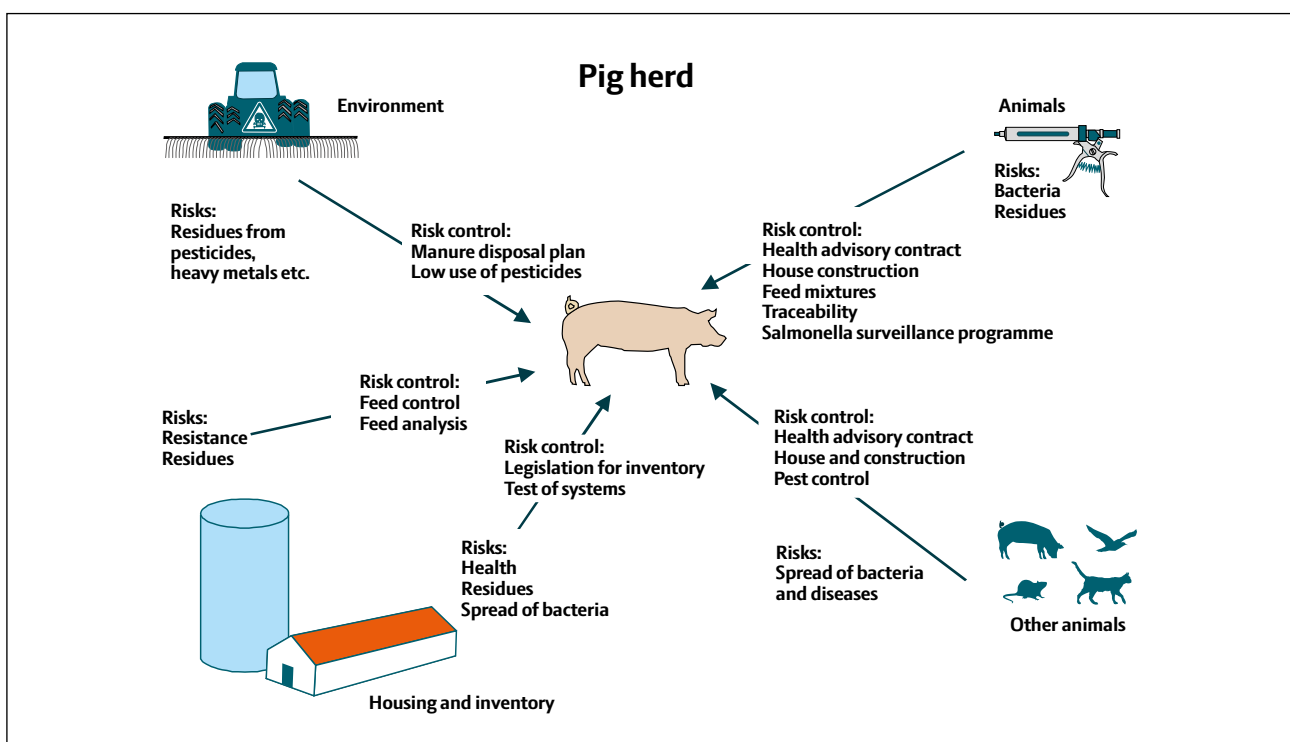 Pig herd
Environment
Risks:
Residues from
pesticides,
heavy metals etc.
Risk control:
Manure disposal plan
Low use of pesticides
Animals
Risks:
Bacteria
Residues
Risk control:
Health advisory contract
House construction
Feed mixtures
Traceability
Salmonella surveillance programme
Risks:
Resistance
Residues
Risk control:
Feed control
Feed analysis
Risk control:
Legislation for inventory
Test of systems
Risks:
Health
Residues
Spread of bacteria
Housing and inventory
Risk control:
Health advisory contract
House and construction
Pest control
Risks:
Spread of bacteria
and diseases
Other animals